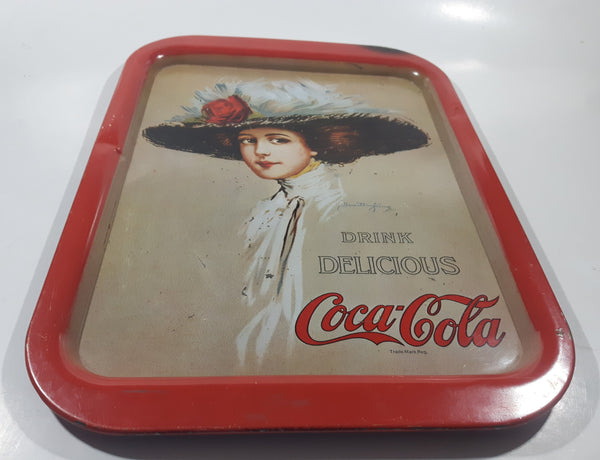 DRINK
DELICIOUS
Coca-Cola
Trade Mark Reg.